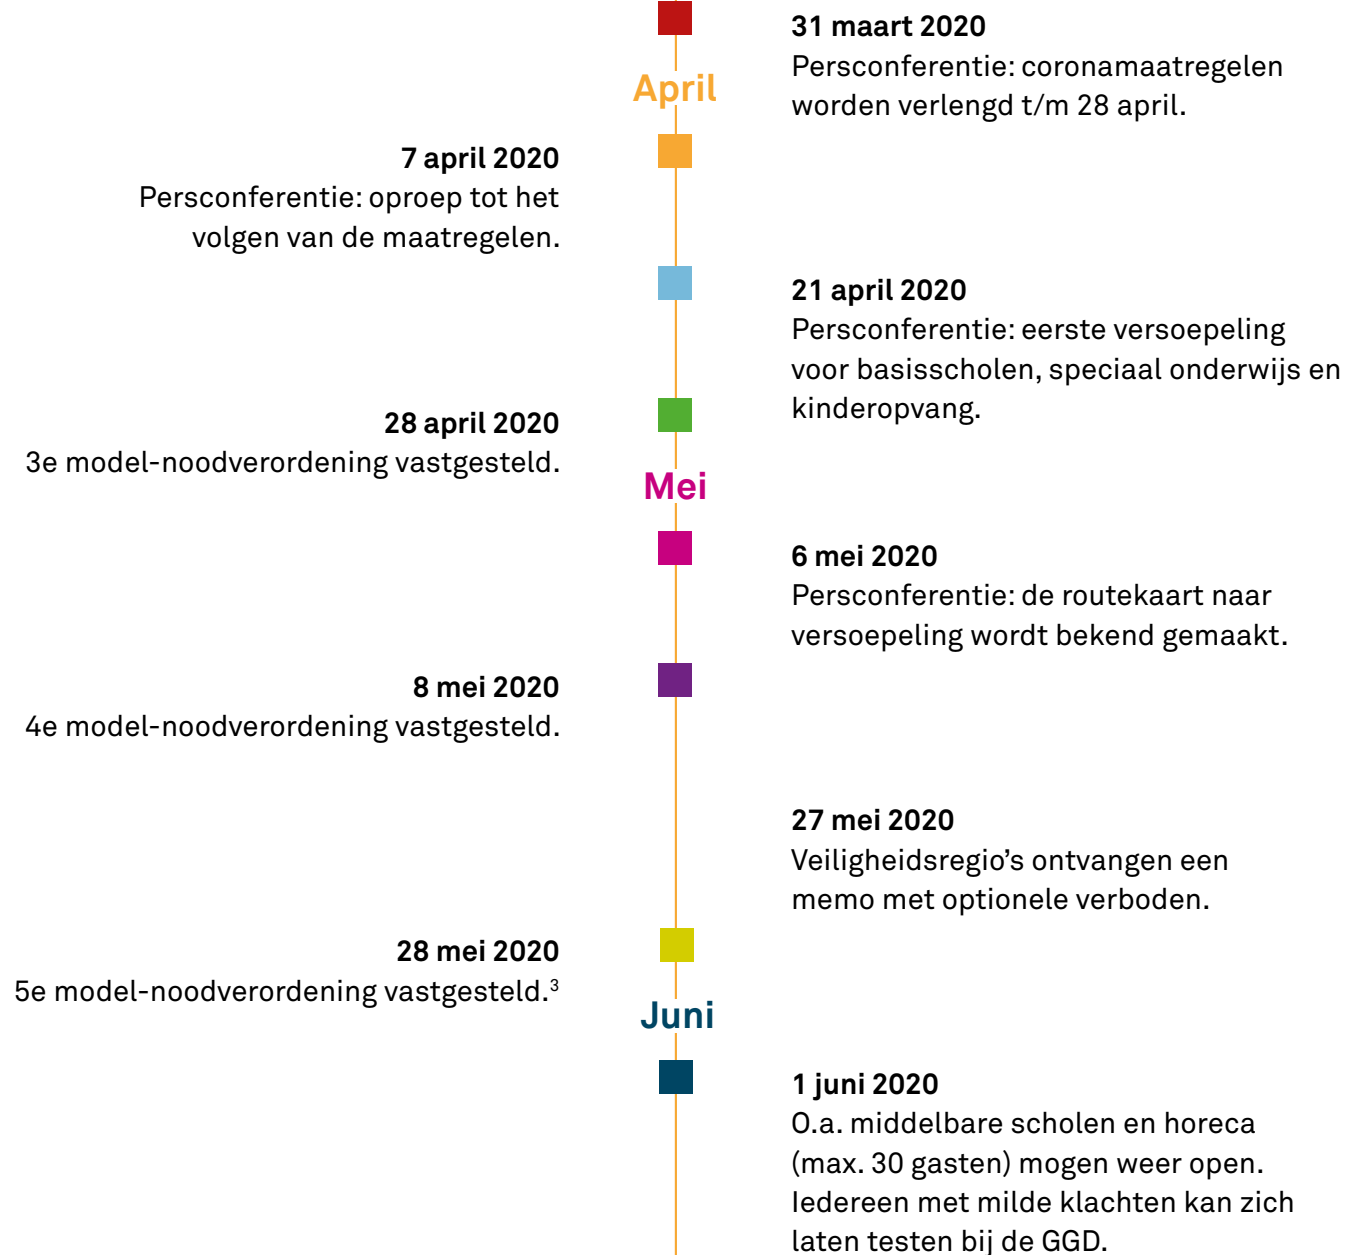 31 maart 2020
Persconferentie: coronamaatregelen
worden verlengd t/m 28 april.
April
7 april 2020
Persconferentie: oproep tot het
volgen van de maatregelen.
21 april 2020
Persconferentie: eerste versoepeling
voor basisscholen, speciaal onderwijs en
kinderopvang.
28 april 2020
3e model-noodverordening vastgesteld.
Mei
6 mei 2020
Persconferentie: de routekaart naar
versoepeling wordt bekend gemaakt.
8 mei 2020
4e model-noodverordening vastgesteld.
27 mei 2020
Veiligheidsregio’s ontvangen een
memo met optionele verboden.
28 mei 2020
5e model-noodverordening vastgesteld.³
Juni
1 juni 2020
O.a. middelbare scholen en horeca
(max. 30 gasten) mogen weer open.
Iedereen met milde klachten kan zich
laten testen bij de GGD.